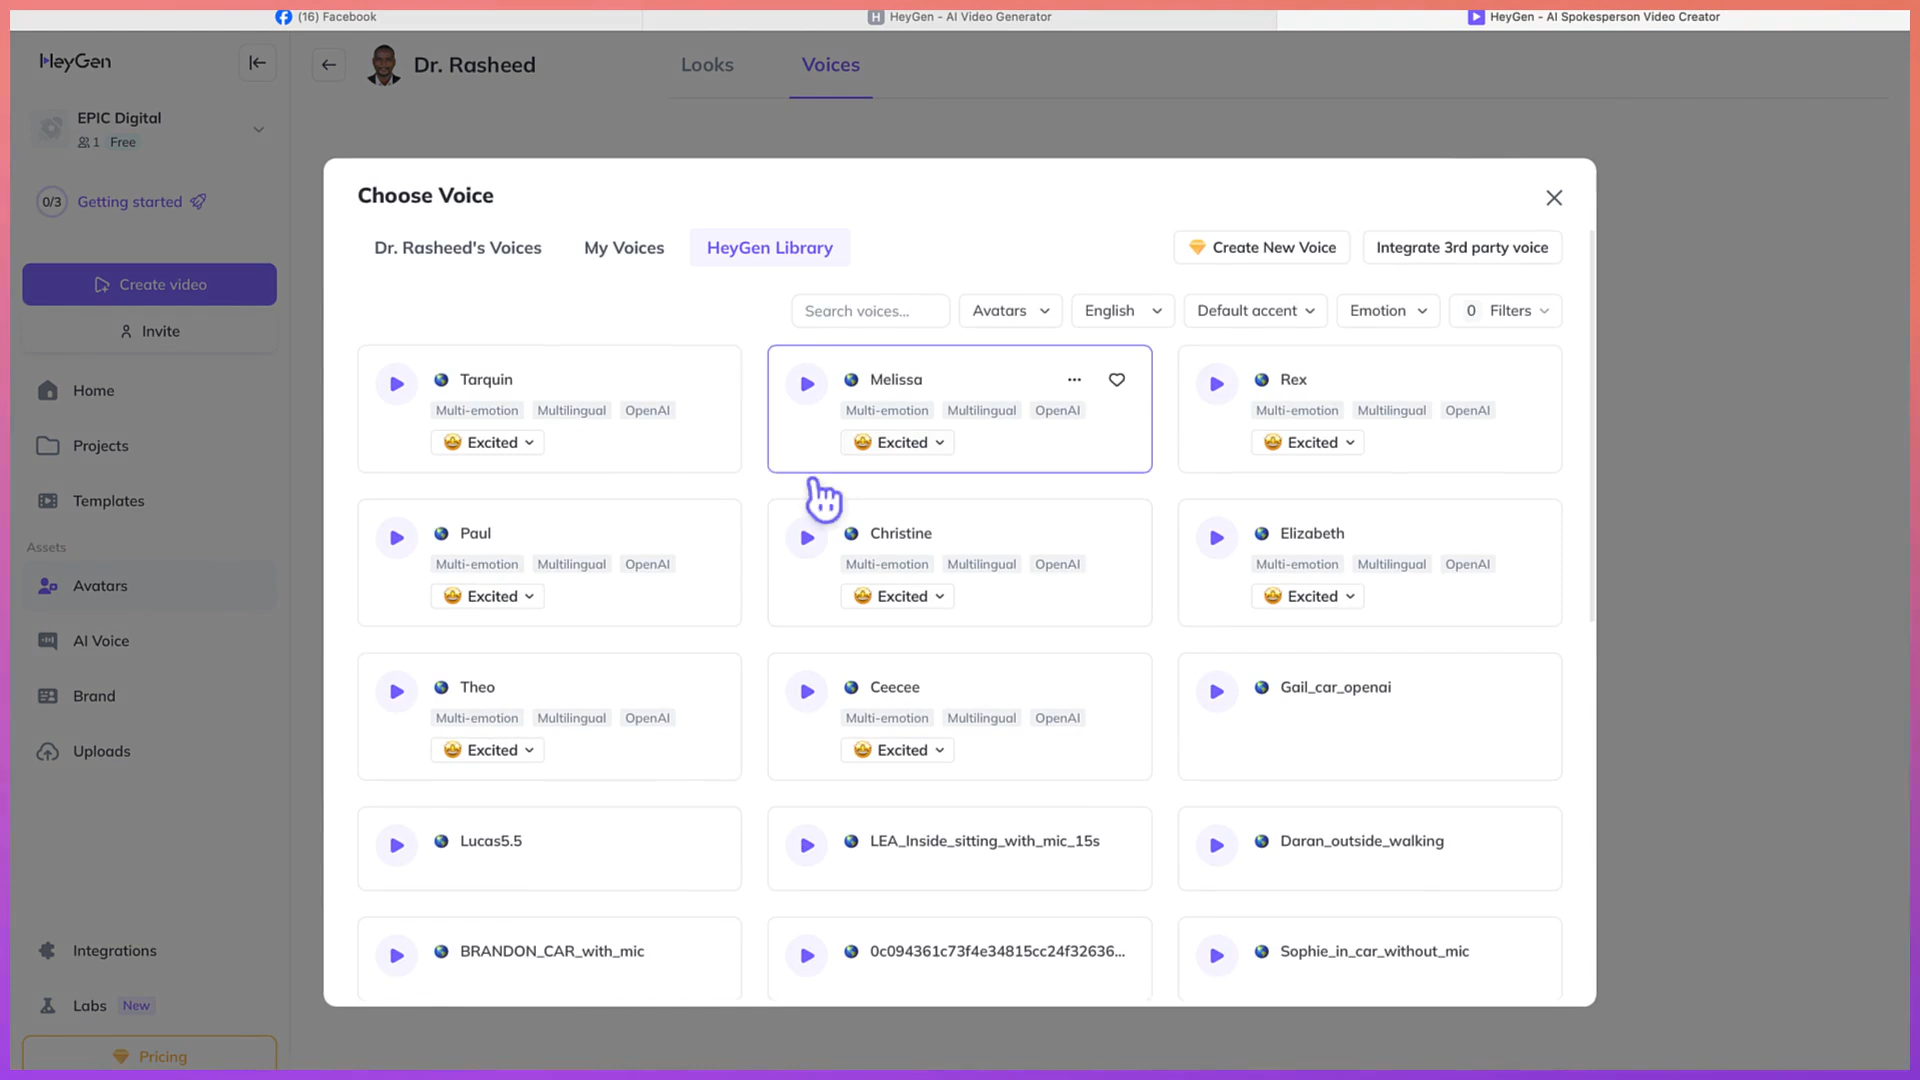 (16) Facebook
HeyGen - AI Video Generator
HeyGen - AI Spokesperson Video Creator
HeyGen
Dr. Rasheed
Looks
Voices
EPIC Digital
1 Free
0/3 Getting started
Create video
Invite
Home
Projects
Templates
Assets
Avatars
AI Voice
Brand
Uploads
Integrations
Labs New
Pricing
Choose Voice
Dr. Rasheed's Voices
My Voices
HeyGen Library
Create New Voice
Integrate 3rd party voice
Search voices...
Avatars
English
Default accent
Emotion
0 Filters
Tarquin
Multi-emotion Multilingual OpenAI
Excited
Melissa
Multi-emotion Multilingual OpenAI
Excited
Rex
Multi-emotion Multilingual OpenAI
Excited
Paul
Multi-emotion Multilingual OpenAI
Excited
Christine
Multi-emotion Multilingual OpenAI
Excited
Elizabeth
Multi-emotion Multilingual OpenAI
Excited
Theo
Multi-emotion Multilingual OpenAI
Excited
Ceecee
Multi-emotion Multilingual OpenAI
Excited
Gail_car_openai
Lucas5.5
LEA_Inside_sitting_with_mic_15s
Daran_outside_walking
BRANDON_CAR_with_mic
0c094361c73f4e34815cc24f32636...
Sophie_in_car_without_mic